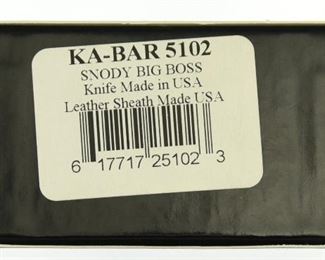 KA-BAR 5102
SNODY BIG BOSS
Knife Made in USA
Leather Sheath Made USA
6 17717 25102 3